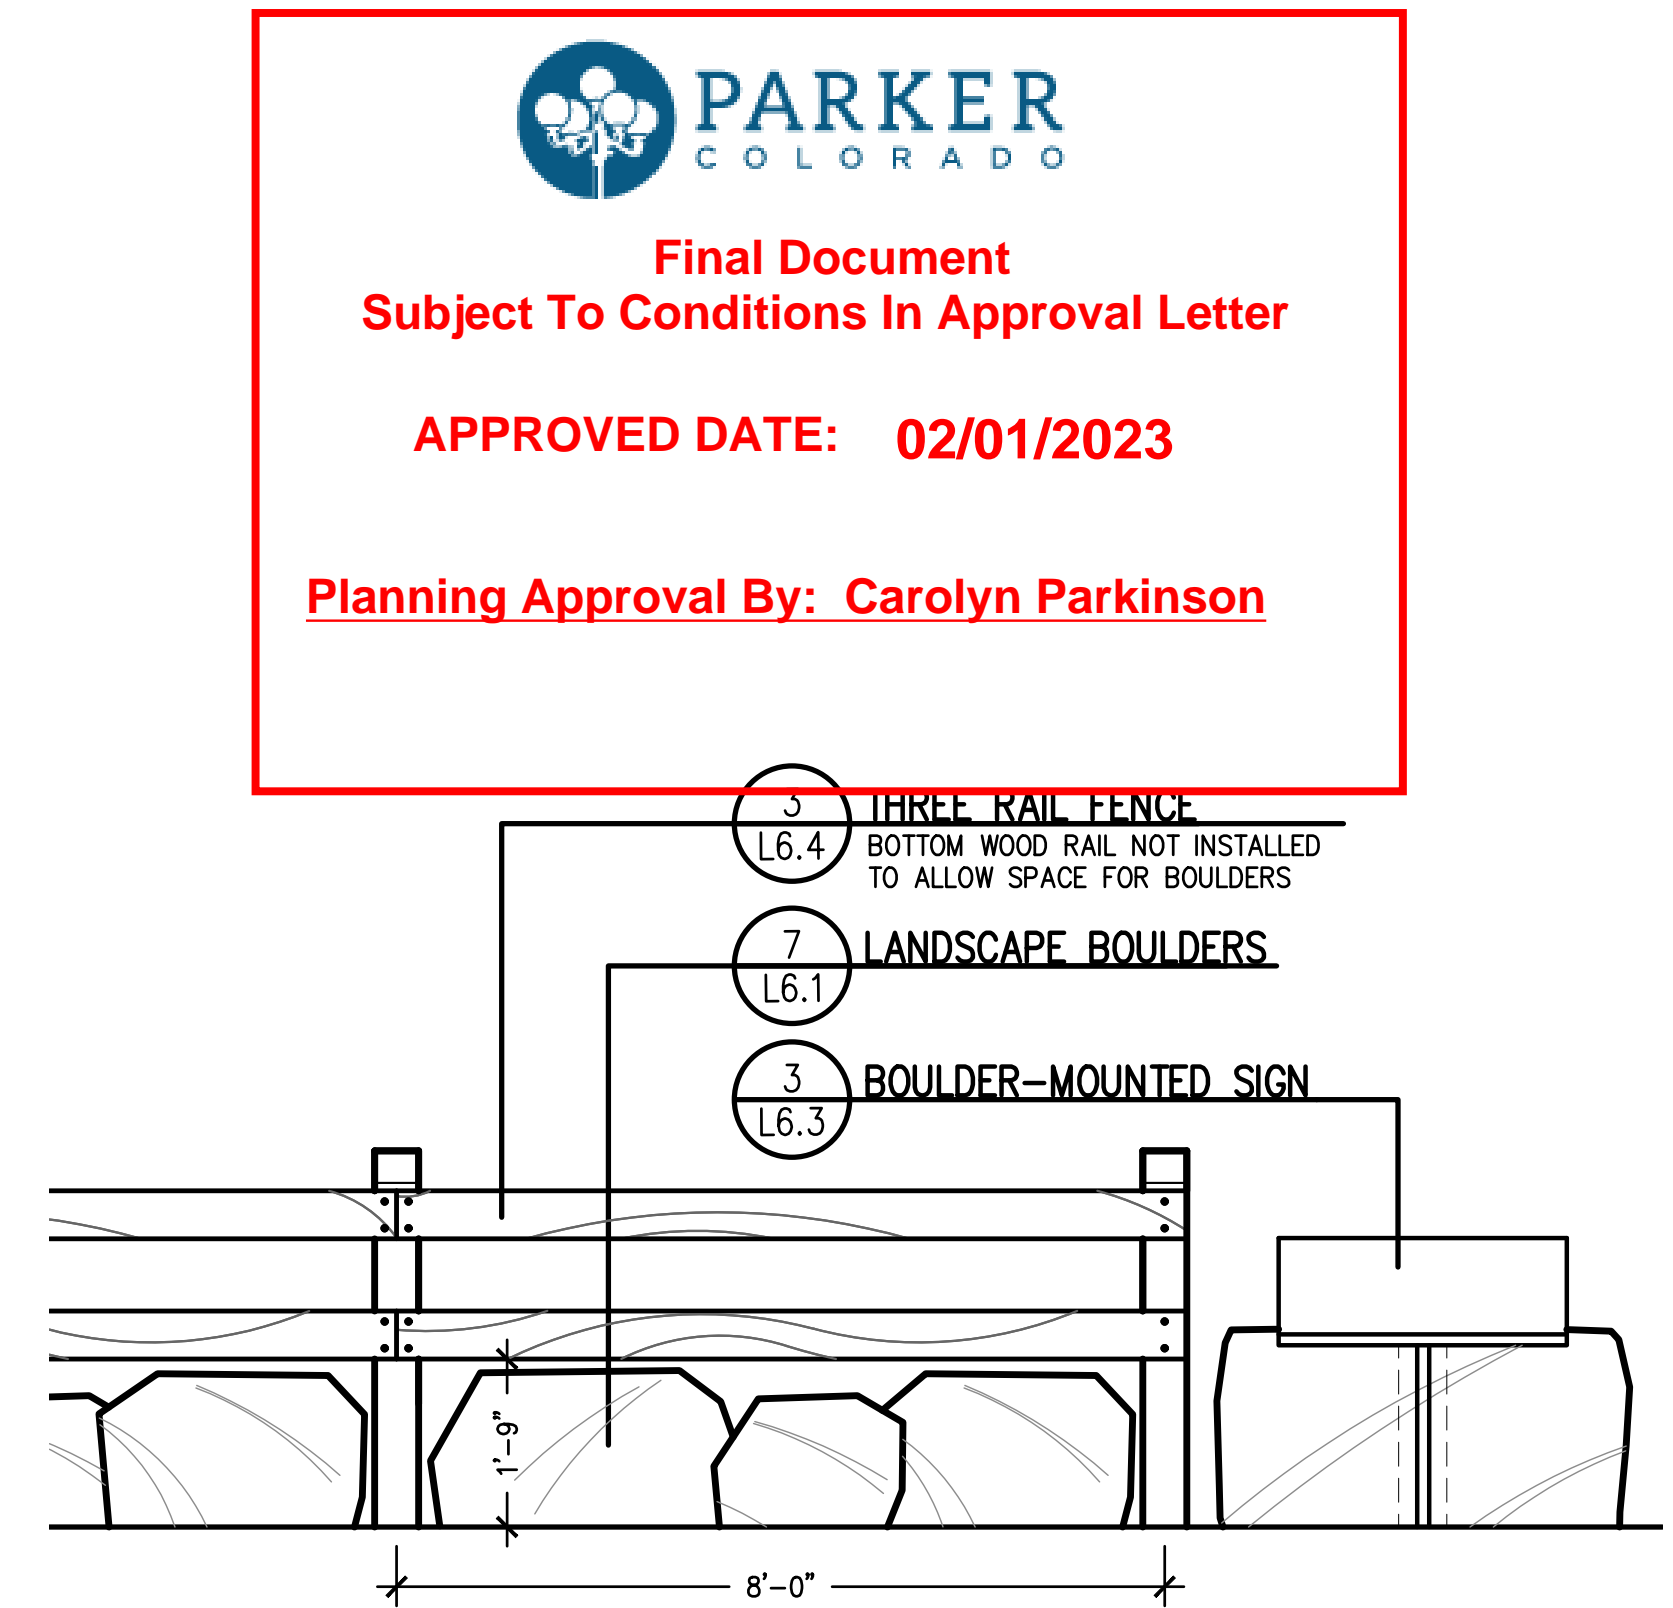 PARKER
COLORADO
Final Document
Subject To Conditions In Approval Letter
APPROVED DATE: 02/01/2023
Planning Approval By: Carolyn Parkinson
3
L6.4
THREE RAIL FENCE
BOTTOM WOOD RAIL NOT INSTALLED
TO ALLOW SPACE FOR BOULDERS
7
L6.1
LANDSCAPE BOULDERS
3
L6.3
BOULDER-MOUNTED SIGN
1'-9"
8'-0"